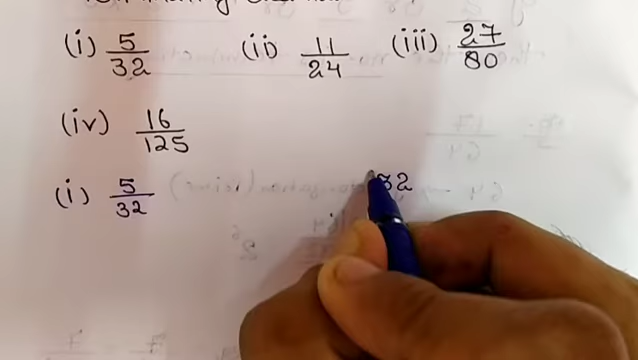 (i) 5/32 (ii) 11/24 (iii) 27/80
(iv) 16/125
(i) 5/32 32